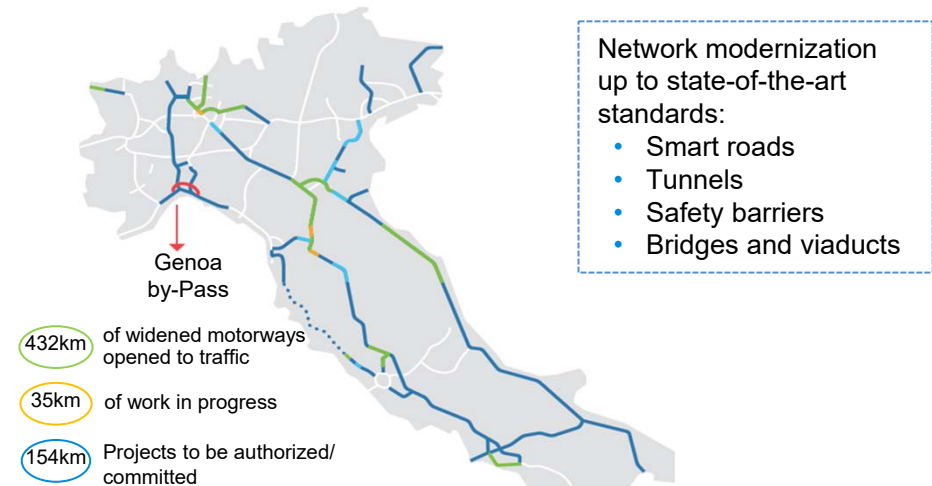 Network modernization
up to state-of-the-art
standards:
• Smart roads
• Tunnels
• Safety barriers
• Bridges and viaducts
Genoa
by-Pass
432km
of widened motorways
opened to traffic
35km
of work in progress
154km
Projects to be authorized/
committed